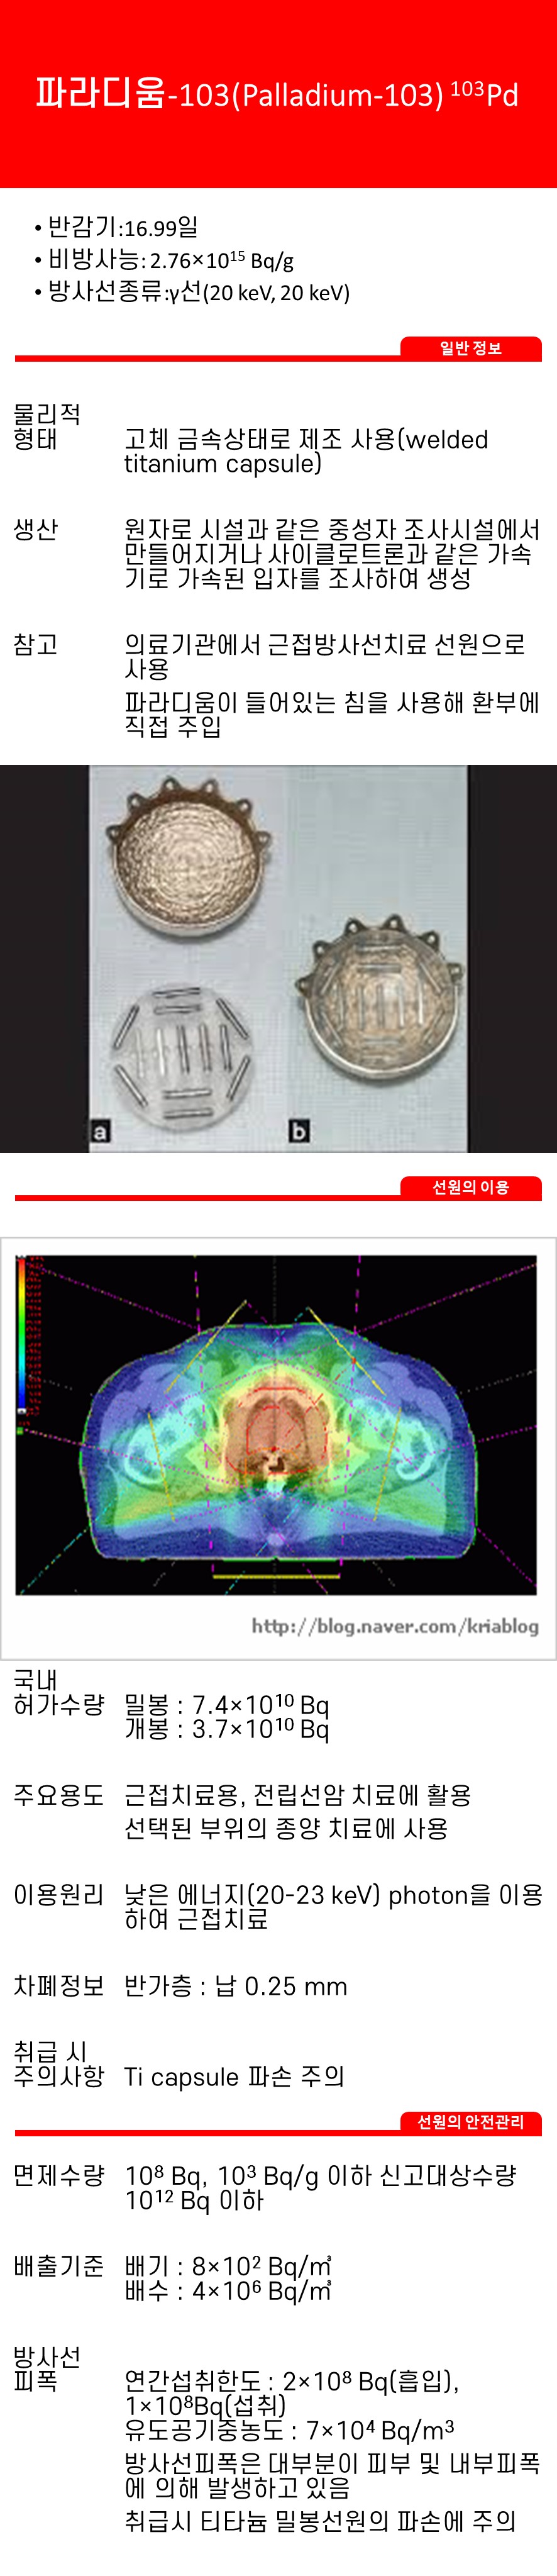 파라디움-103(Palladium-103) ¹⁰³Pd
• 반감기:16.99일
• 비방사능: 2.76×10¹⁵ Bq/g
• 방사선종류:γ선(20 keV, 20 keV)
일반 정보
물리적
형태 고체 금속상태로 제조 사용(welded
titanium capsule)
생산 원자로 시설과 같은 중성자 조사시설에서
만들어지거나 사이클로트론과 같은 가속
기로 가속된 입자를 조사하여 생성
참고 의료기관에서 근접방사선치료 선원으로
사용
파라디움이 들어있는 침을 사용해 환부에
직접 주입
a
b
선원의 이용
http://blog.naver.com/kriablog
국내
허가수량 밀봉 : 7.4×10¹⁰ Bq
개봉 : 3.7×10¹⁰ Bq
주요용도 근접치료용, 전립선암 치료에 활용
선택된 부위의 종양 치료에 사용
이용원리 낮은 에너지(20-23 keV) photon을 이용
하여 근접치료
차폐정보 반가층 : 납 0.25 mm
취급 시
주의사항 Ti capsule 파손 주의
선원의 안전관리
면제수량 10⁸ Bq, 10³ Bq/g 이하 신고대상수량
10¹² Bq 이하
배출기준 배기 : 8×10² Bq/㎥
배수 : 4×10⁶ Bq/㎥
방사선
피폭 연간섭취한도 : 2×10⁸ Bq(흡입),
1×10⁸Bq(섭취)
유도공기중농도 : 7×10⁴ Bq/m³
방사선피폭은 대부분이 피부 및 내부피폭
에 의해 발생하고 있음
취급시 티타늄 밀봉선원의 파손에 주의